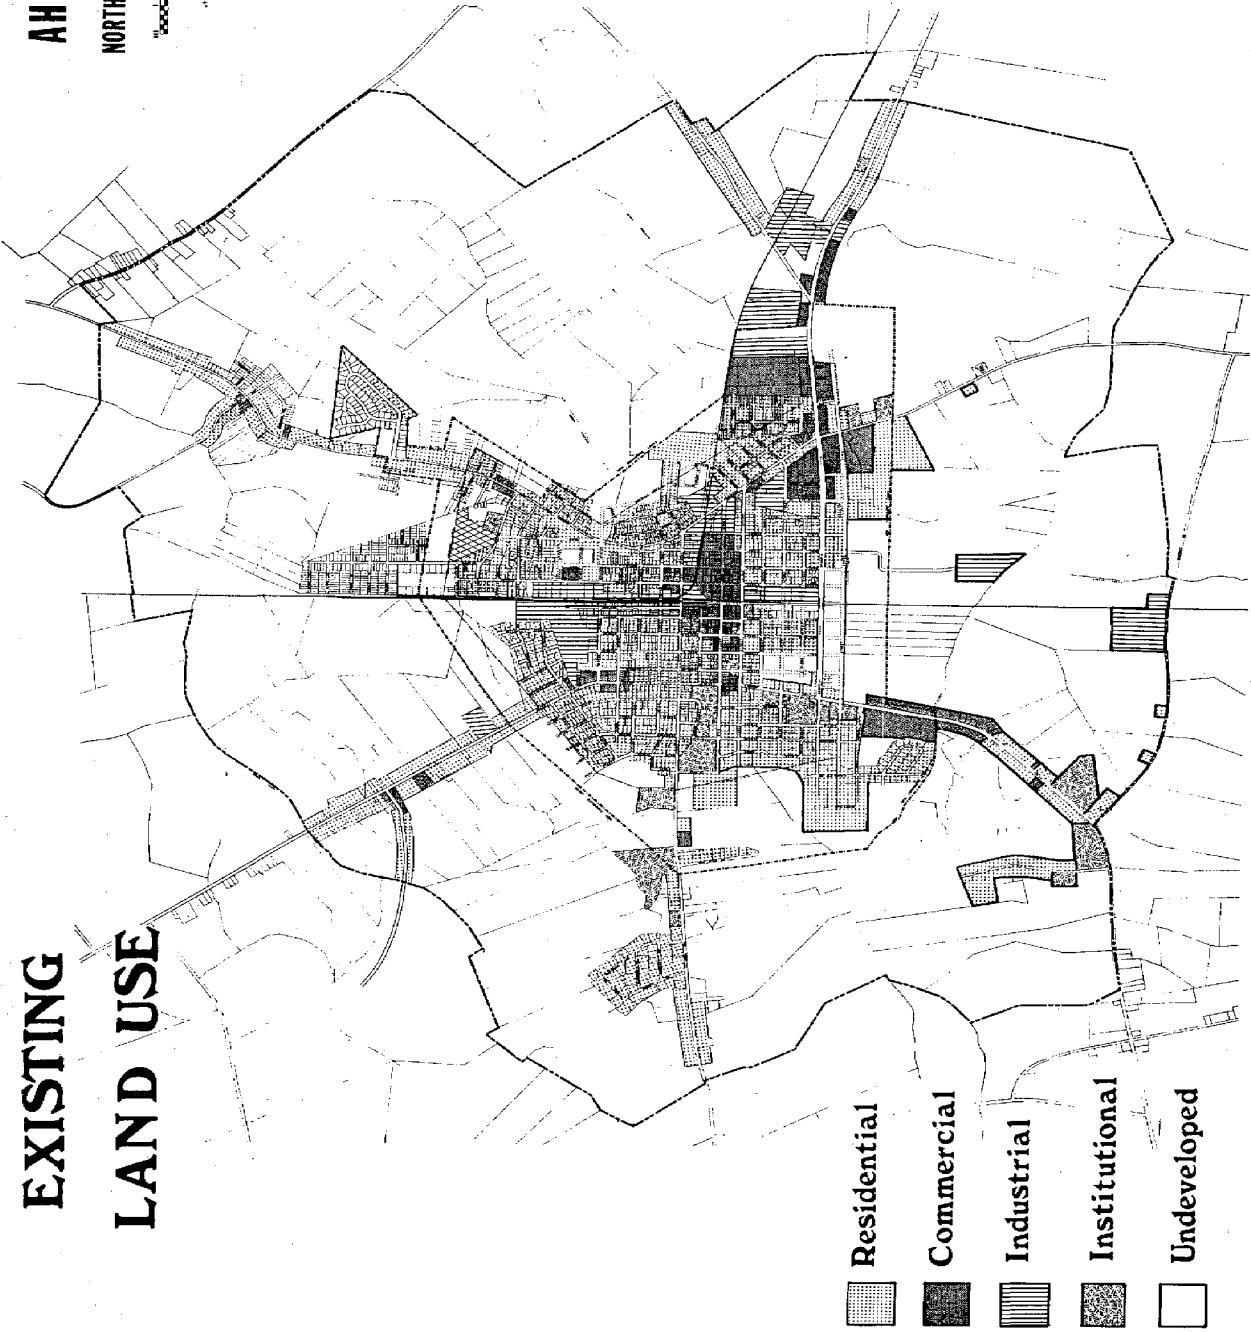 EXISTING
LAND USE
AH
NORTH
Residential
Commercial
Industrial
Institutional
Undeveloped